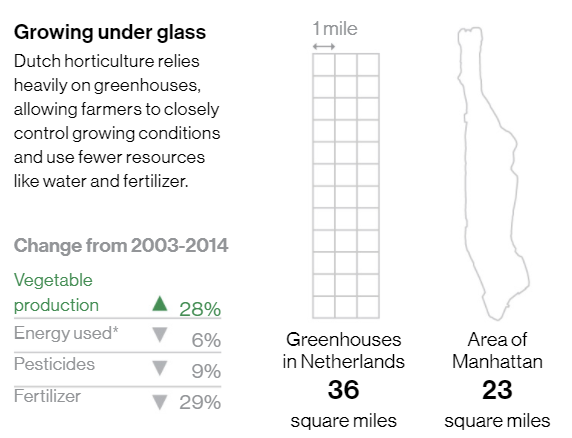 Growing under glass
Dutch horticulture relies
heavily on greenhouses,
allowing farmers to closely
control growing conditions
and use fewer resources
like water and fertilizer.
Change from 2003-2014
Vegetable
production ▲ 28%
Energy used* ▼ 6%
Pesticides ▼ 9%
Fertilizer ▼ 29%
1 mile
Greenhouses
in Netherlands
36
square miles
Area of
Manhattan
23
square miles